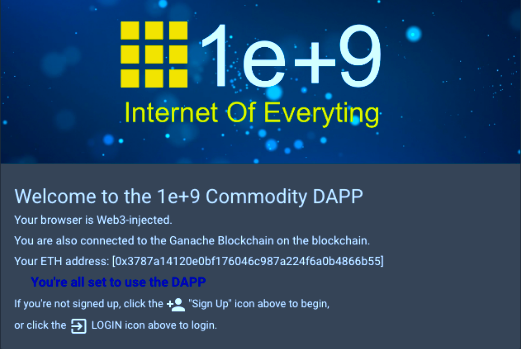 1e+9
Internet Of Everyting
Welcome to the 1e+9 Commodity DAPP
Your browser is Web3-injected.
You are also connected to the Ganache Blockchain on the blockchain.
Your ETH address: [0x3787a14120e0bf176046c987a224f6a0b4866b55]
You're all set to use the DAPP
If you're not signed up, click the "Sign Up" icon above to begin,
or click the LOGIN icon above to login.